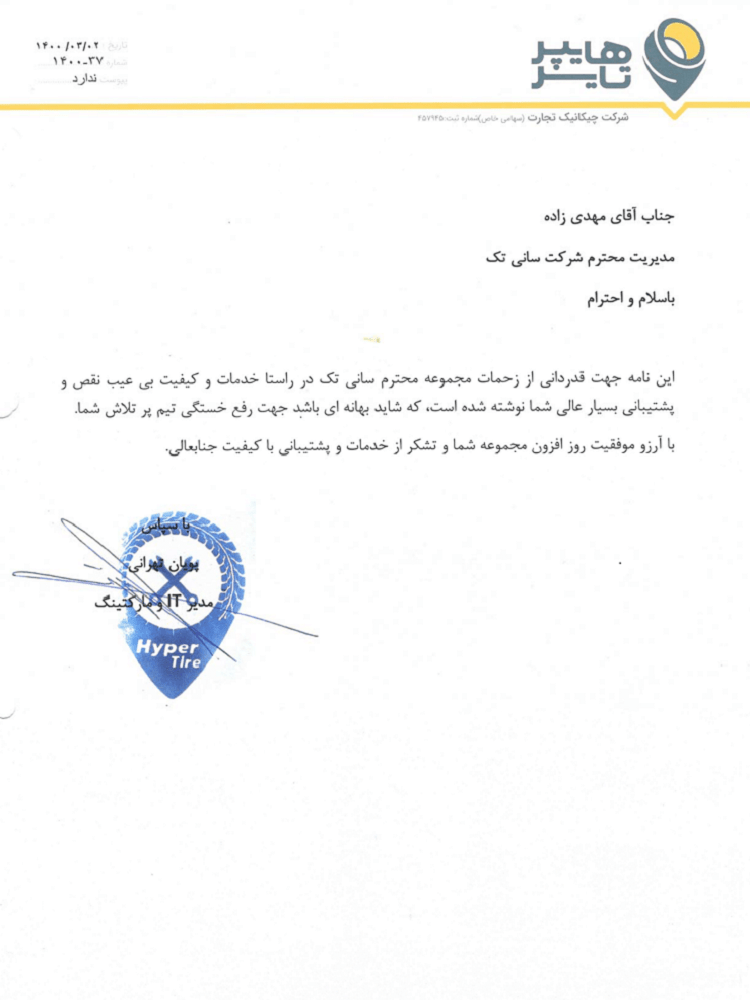 هایپر
تایر
تاریخ: ۱۴۰۰/۰۳/۰۲
شماره: ۱۴۰۰-۳۷
پیوست: ندارد
شرکت چیکانیک تجارت (سهامی خاص)شماره ثبت:۴۵۷۹۴۵
جناب آقای مهدی زاده
مدیریت محترم شرکت سانی تک
باسلام و احترام
این نامه جهت قدردانی از زحمات مجموعه محترم سانی تک در راستا خدمات و کیفیت بی عیب نقص و
پشتیبانی بسیار عالی شما نوشته شده است، که شاید بهانه ای باشد جهت رفع خستگی تیم پر تلاش شما.
با آرزو موفقیت روز افزون مجموعه شما و تشکر از خدمات و پشتیبانی با کیفیت جنابعالی.
با سپاس
پویان تهرانی
مدیر IT و مارکتینگ
Hyper
Tire